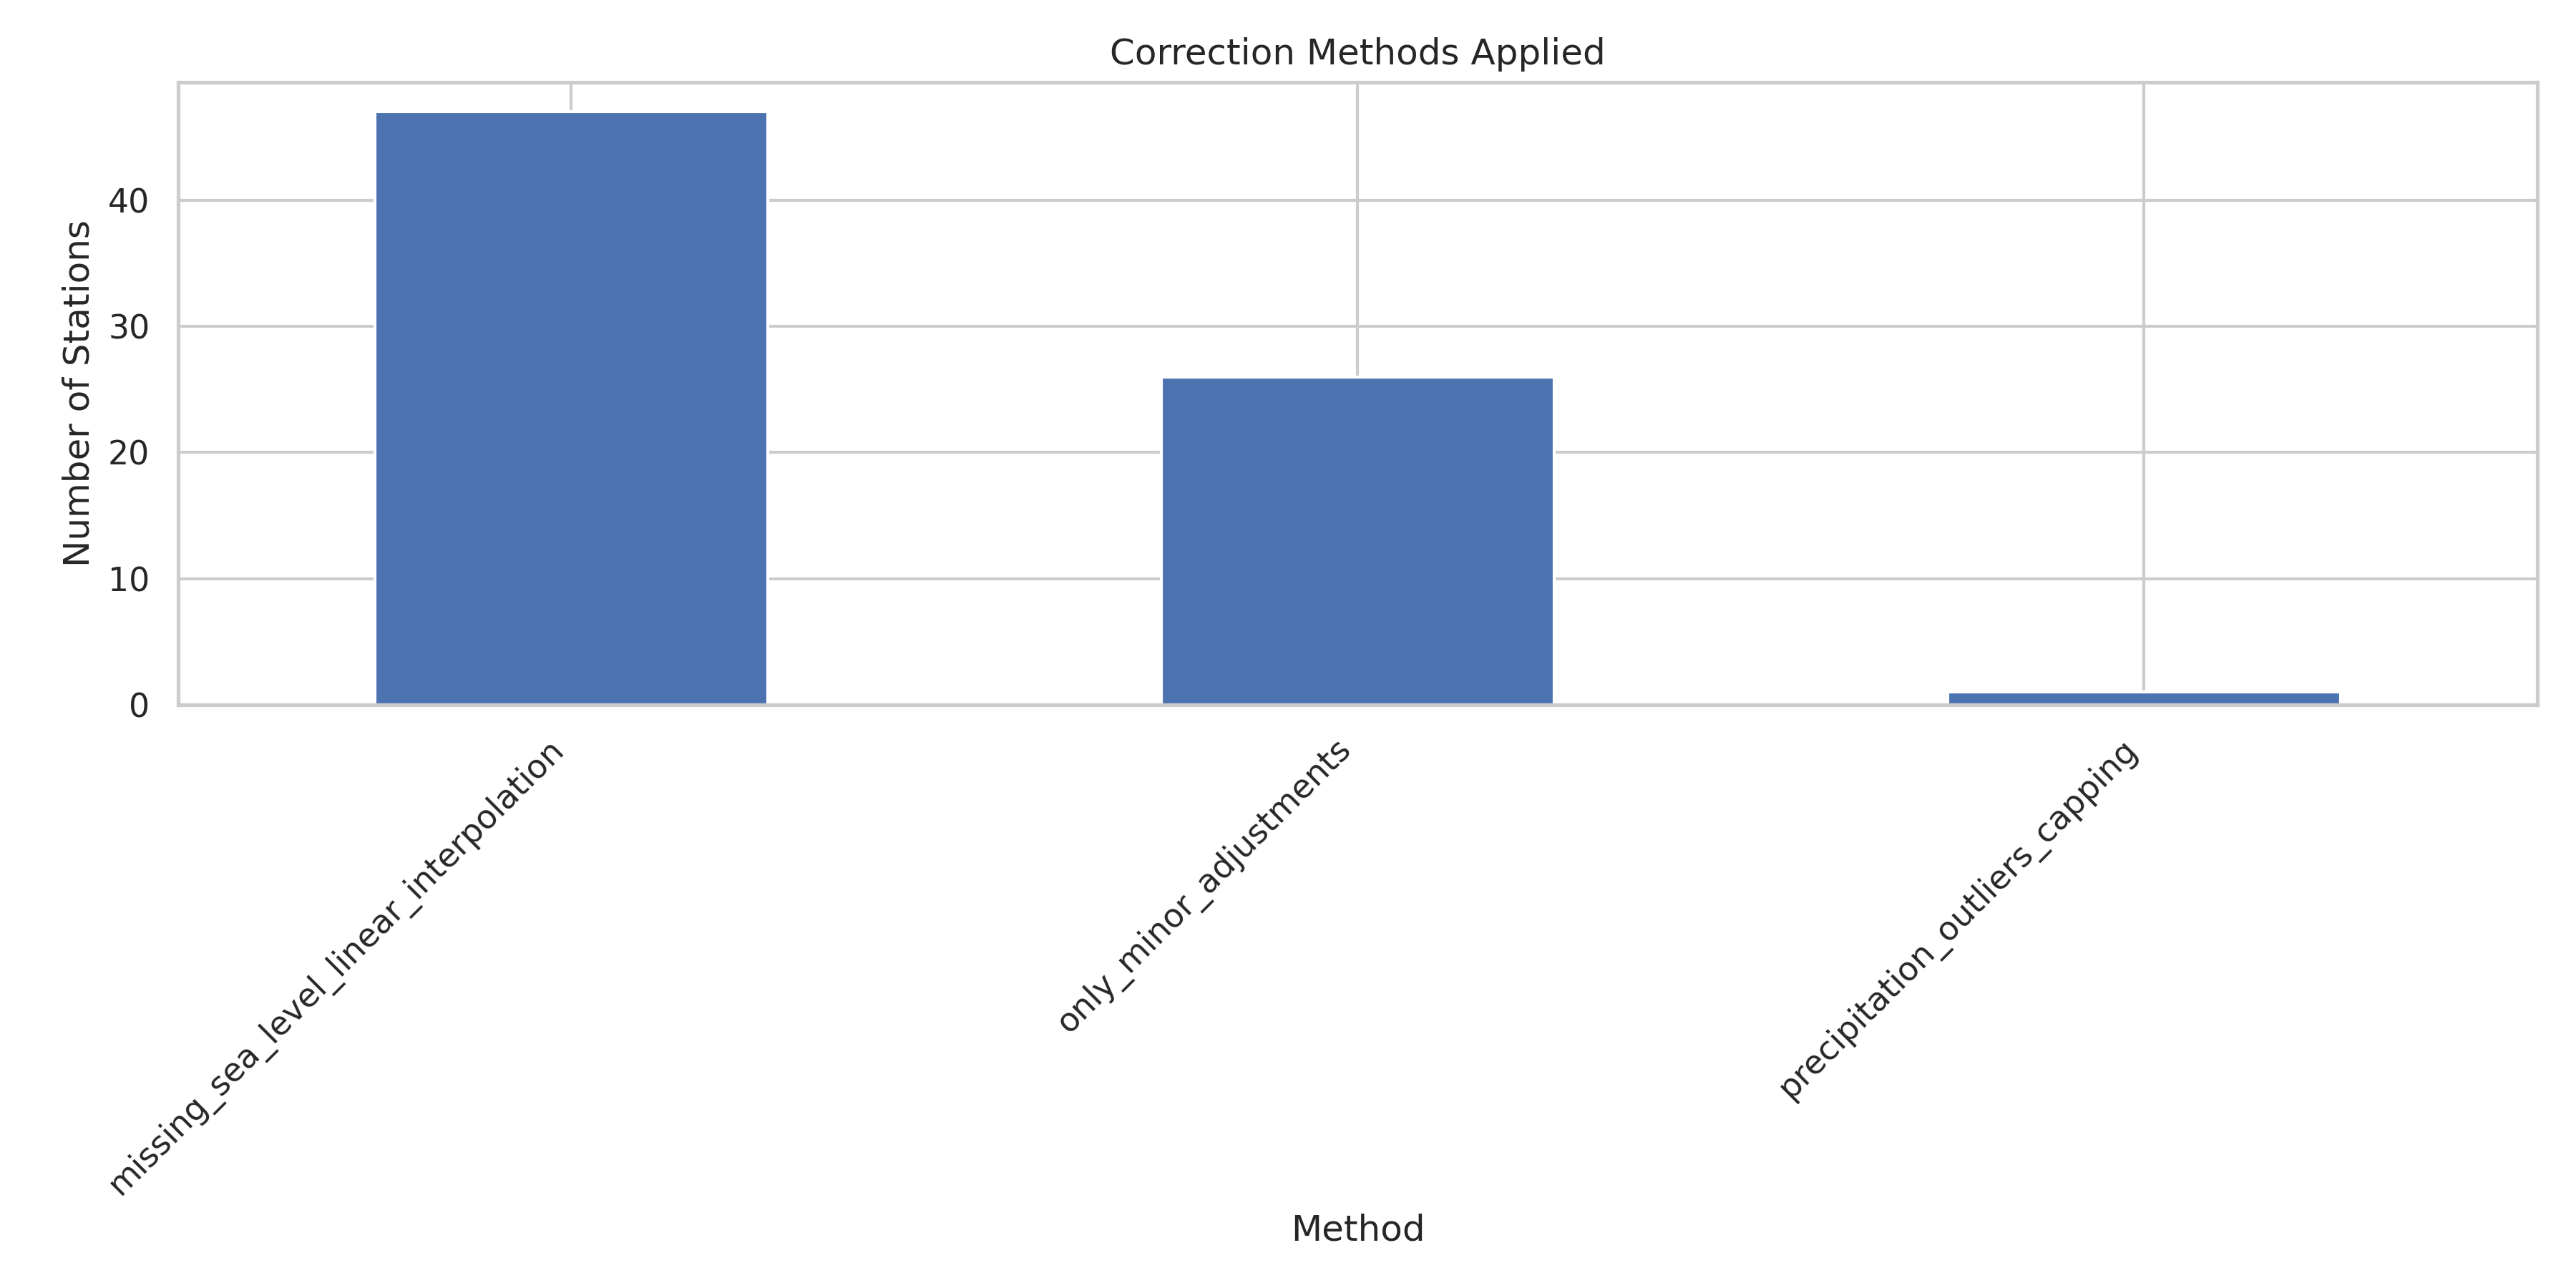 Correction Methods Applied
Number of Stations
40
30
20
10
0
missing_sea_level_linear_interpolation
only_minor_adjustments
precipitation_outliers_capping
Method